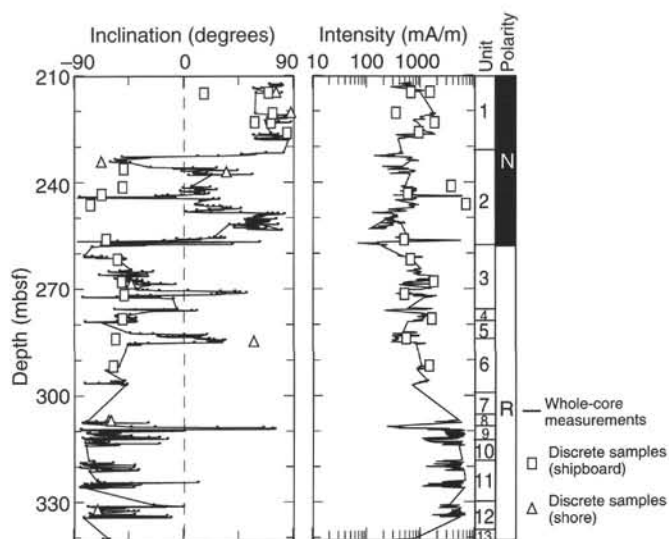 Inclination (degrees)
Intensity (mA/m)
−90 0 90
10 100 1000
Unit
Polarity
Depth (mbsf)
210
240
270
300
330
1
2
3
4
5
6
7
8
9
10
11
12
13
N
R
Whole-core
measurements
Discrete samples
(shipboard)
Discrete samples
(shore)